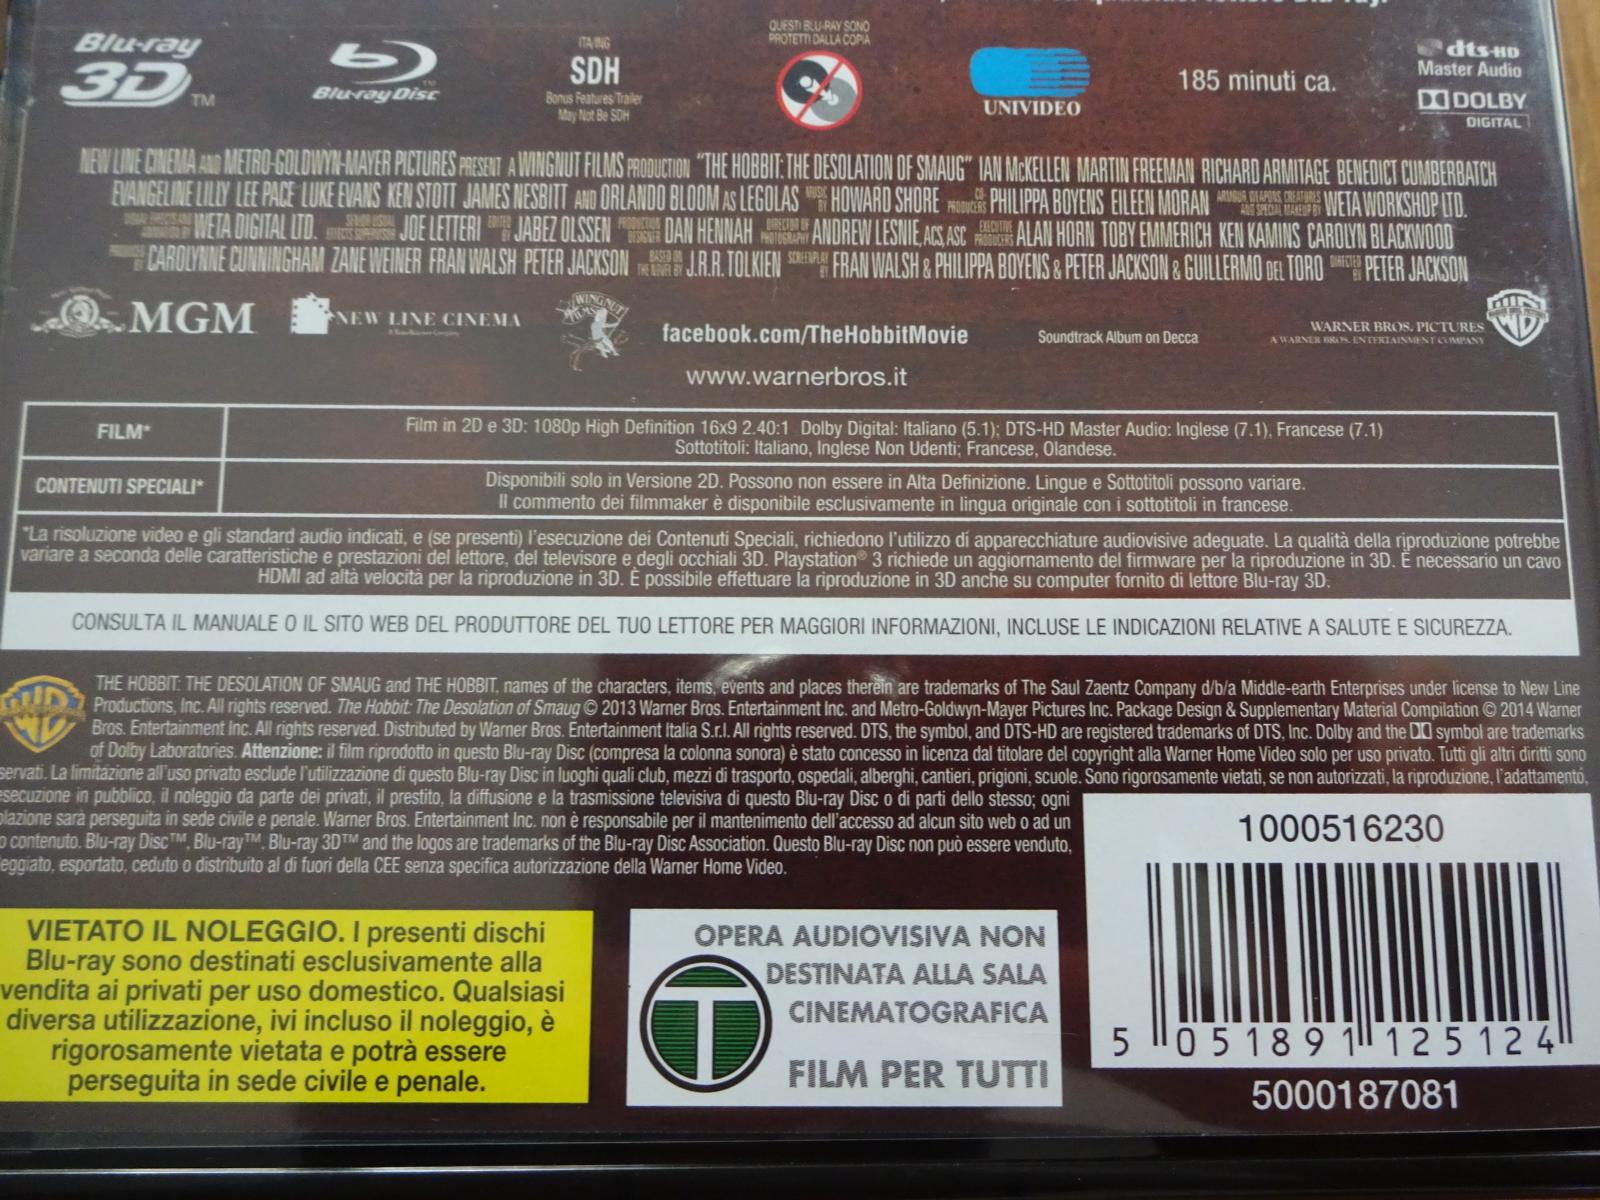 Blu-ray 3D™
Blu-ray Disc™
ITA/ING
SDH
Bonus Features/Trailer
May Not Be SDH
QUESTI BLU-RAY SONO
PROTETTI DALLA COPIA
UNIVIDEO
185 minuti ca.
dts-HD
Master Audio
DOLBY
DIGITAL
NEW LINE CINEMA AND METRO-GOLDWYN-MAYER PICTURES PRESENT A WINGNUT FILMS PRODUCTION "THE HOBBIT: THE DESOLATION OF SMAUG" IAN McKELLEN MARTIN FREEMAN RICHARD ARMITAGE BENEDICT CUMBERBATCH
EVANGELINE LILLY LEE PACE LUKE EVANS KEN STOTT JAMES NESBITT AND ORLANDO BLOOM AS LEGOLAS MUSIC BY HOWARD SHORE CO-PRODUCERS PHILIPPA BOYENS EILEEN MORAN ARMOUR, WEAPONS, CREATURES AND SPECIAL MAKEUP BY WETA WORKSHOP LTD.
VISUAL EFFECTS AND ANIMATION BY WETA DIGITAL LTD. SENIOR VISUAL EFFECTS SUPERVISOR JOE LETTERI EDITED BY JABEZ OLSSEN PRODUCTION DESIGNER DAN HENNAH DIRECTOR OF PHOTOGRAPHY ANDREW LESNIE, ACS, ASC EXECUTIVE PRODUCERS ALAN HORN TOBY EMMERICH KEN KAMINS CAROLYN BLACKWOOD
PRODUCED BY CAROLYNNE CUNNINGHAM ZANE WEINER FRAN WALSH PETER JACKSON BASED ON THE NOVEL BY J.R.R. TOLKIEN SCREENPLAY BY FRAN WALSH & PHILIPPA BOYENS & PETER JACKSON & GUILLERMO DEL TORO DIRECTED BY PETER JACKSON
MGM
NEW LINE CINEMA
WINGNUT FILMS
facebook.com/TheHobbitMovie
Soundtrack Album on Decca
WARNER BROS. PICTURES
A WARNER BROS. ENTERTAINMENT COMPANY
www.warnerbros.it
FILM*
Film in 2D e 3D: 1080p High Definition 16x9 2.40:1 Dolby Digital: Italiano (5.1); DTS-HD Master Audio: Inglese (7.1), Francese (7.1)
Sottotitoli: Italiano, Inglese Non Udenti; Francese, Olandese.
CONTENUTI SPECIALI*
Disponibili solo in Versione 2D. Possono non essere in Alta Definizione. Lingue e Sottotitoli possono variare.
Il commento dei filmmaker è disponibile esclusivamente in lingua originale con i sottotitoli in francese.
*La risoluzione video e gli standard audio indicati, e (se presenti) l'esecuzione dei Contenuti Speciali, richiedono l'utilizzo di apparecchiature audiovisive adeguate. La qualità della riproduzione potrebbe
variare a seconda delle caratteristiche e prestazioni del lettore, del televisore e degli occhiali 3D. Playstation® 3 richiede un aggiornamento del firmware per la riproduzione in 3D. È necessario un cavo
HDMI ad alta velocità per la riproduzione in 3D. È possibile effettuare la riproduzione in 3D anche su computer fornito di lettore Blu-ray 3D.
CONSULTA IL MANUALE O IL SITO WEB DEL PRODUTTORE DEL TUO LETTORE PER MAGGIORI INFORMAZIONI, INCLUSE LE INDICAZIONI RELATIVE A SALUTE E SICUREZZA.
THE HOBBIT: THE DESOLATION OF SMAUG and THE HOBBIT, names of the characters, items, events and places therein are trademarks of The Saul Zaentz Company d/b/a Middle-earth Enterprises under license to New Line
Productions, Inc. All rights reserved. The Hobbit: The Desolation of Smaug © 2013 Warner Bros. Entertainment Inc. and Metro-Goldwyn-Mayer Pictures Inc. Package Design & Supplementary Material Compilation © 2014 Warner
Bros. Entertainment Inc. All rights reserved. Distributed by Warner Bros. Entertainment Italia S.r.l. All rights reserved. DTS, the symbol, and DTS-HD are registered trademarks of DTS, Inc. Dolby and the symbol are trademarks
of Dolby Laboratories. Attenzione: il film riprodotto in questo Blu-ray Disc (compresa la colonna sonora) è stato concesso in licenza dal titolare del copyright alla Warner Home Video solo per uso privato. Tutti gli altri diritti sono
servati. La limitazione all'uso privato esclude l'utilizzazione di questo Blu-ray Disc in luoghi quali club, mezzi di trasporto, ospedali, alberghi, cantieri, prigioni, scuole. Sono rigorosamente vietati, se non autorizzati, la riproduzione, l'adattamento,
esecuzione in pubblico, il noleggio da parte dei privati, il prestito, la diffusione e la trasmissione televisiva di questo Blu-ray Disc o di parti dello stesso; ogni
olazione sarà perseguita in sede civile e penale. Warner Bros. Entertainment Inc. non è responsabile per il mantenimento dell'accesso ad alcun sito web o ad un
o contenuto. Blu-ray Disc™, Blu-ray™, Blu-ray 3D™ and the logos are trademarks of the Blu-ray Disc Association. Questo Blu-ray Disc non può essere venduto,
eggiato, esportato, ceduto o distribuito al di fuori della CEE senza specifica autorizzazione della Warner Home Video.
VIETATO IL NOLEGGIO. I presenti dischi
Blu-ray sono destinati esclusivamente alla
vendita ai privati per uso domestico. Qualsiasi
diversa utilizzazione, ivi incluso il noleggio, è
rigorosamente vietata e potrà essere
perseguita in sede civile e penale.
OPERA AUDIOVISIVA NON
DESTINATA ALLA SALA
CINEMATOGRAFICA
FILM PER TUTTI
T
1000516230
5 051891 125124
5000187081